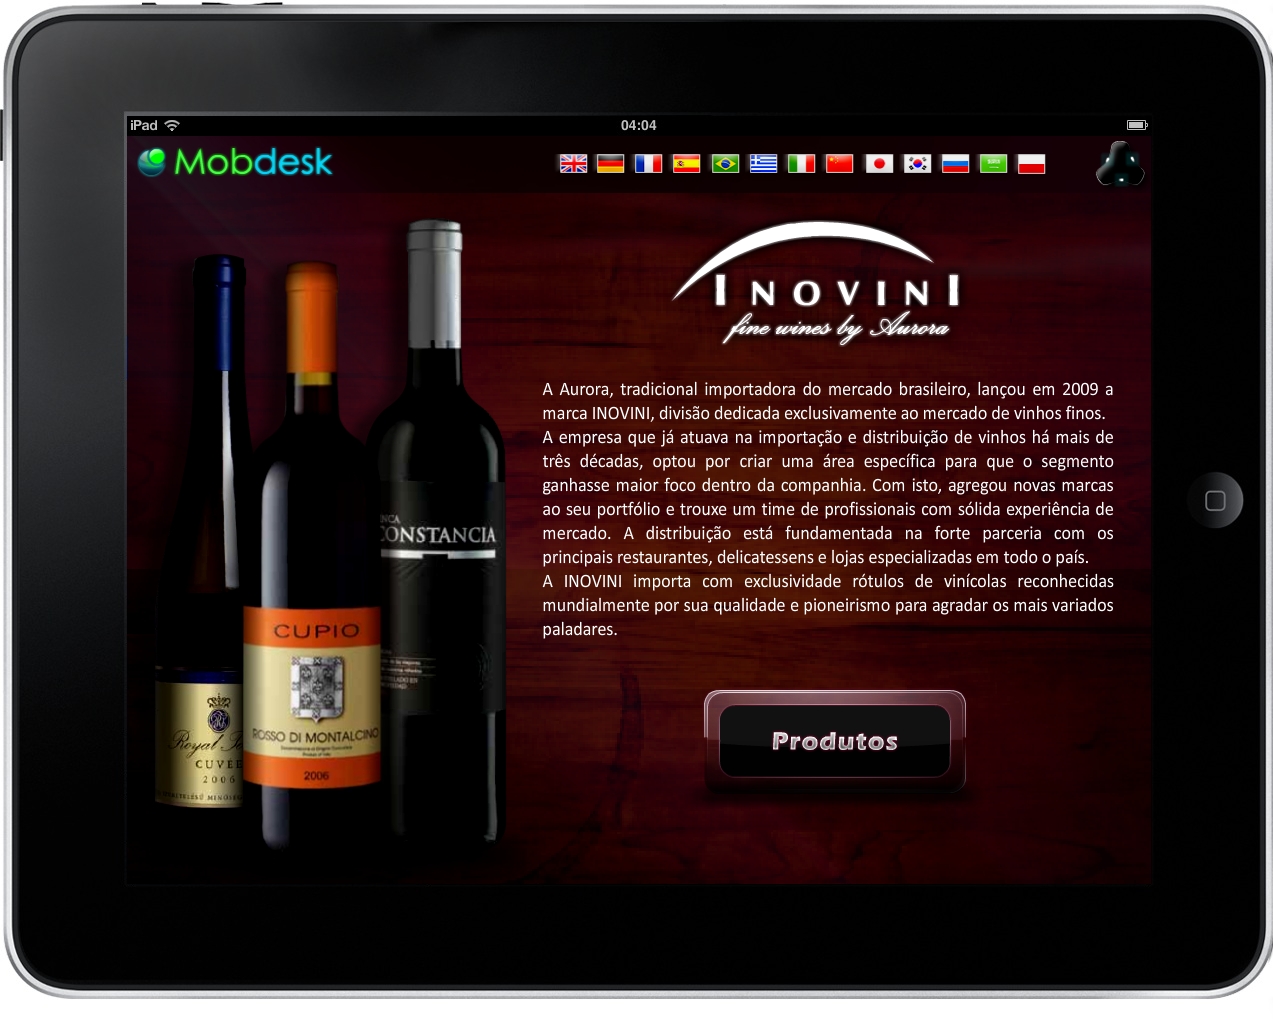 iPad
04:04
Mobdesk
INOVINI
fine wines by Aurora
A Aurora, tradicional importadora do mercado brasileiro, lançou em 2009 a
marca INOVINI, divisão dedicada exclusivamente ao mercado de vinhos finos.
A empresa que já atuava na importação e distribuição de vinhos há mais de
três décadas, optou por criar uma área específica para que o segmento
ganhasse maior foco dentro da companhia. Com isto, agregou novas marcas
ao seu portfólio e trouxe um time de profissionais com sólida experiência de
mercado. A distribuição está fundamentada na forte parceria com os
principais restaurantes, delicatessens e lojas especializadas em todo o país.
A INOVINI importa com exclusividade rótulos de vinícolas reconhecidas
mundialmente por sua qualidade e pioneirismo para agradar os mais variados
paladares.
Produtos
CONSTANCIA
CUPIO
ROSSO DI MONTALCINO
2006
Royal
CUVEE
2006